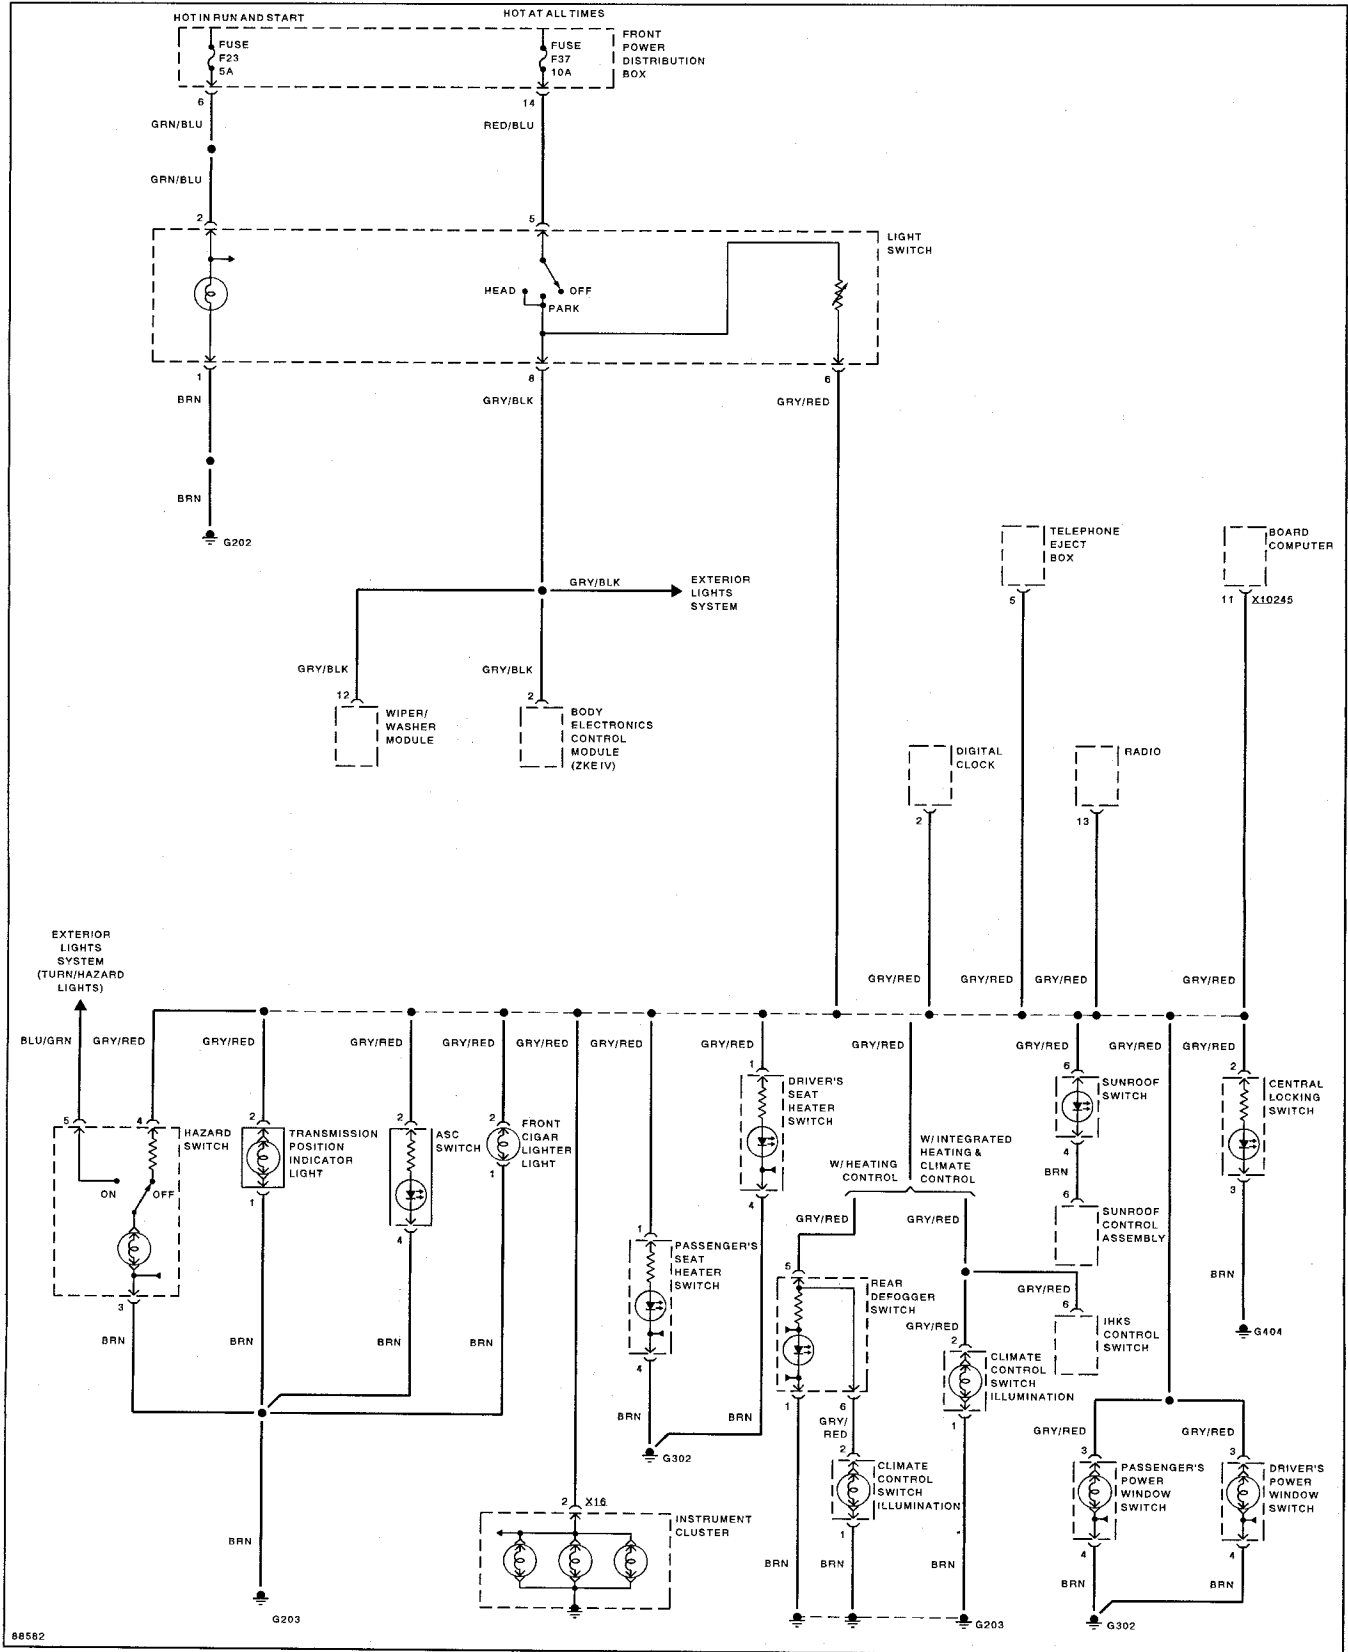 HOT IN RUN AND START
HOT AT ALL TIMES
FUSE
F23
5A
FUSE
F37
10A
FRONT
POWER
DISTRIBUTION
BOX
6
14
GRN/BLU
RED/BLU
GRN/BLU
2
5
LIGHT
SWITCH
HEAD
OFF
PARK
1
8
6
BRN
GRY/BLK
GRY/RED
BRN
G202
TELEPHONE
EJECT
BOX
BOARD
COMPUTER
5
11
X10245
GRY/BLK
EXTERIOR
LIGHTS
SYSTEM
GRY/BLK
GRY/BLK
12
2
WIPER/
WASHER
MODULE
BODY
ELECTRONICS
CONTROL
MODULE
(ZKE IV)
DIGITAL
CLOCK
RADIO
2
13
EXTERIOR
LIGHTS
SYSTEM
(TURN/HAZARD
LIGHTS)
GRY/RED
GRY/RED
GRY/RED
GRY/RED
BLU/GRN
GRY/RED
GRY/RED
GRY/RED
GRY/RED
GRY/RED
GRY/RED
GRY/RED
GRY/RED
GRY/RED
GRY/RED
GRY/RED
5
4
HAZARD
SWITCH
ON
OFF
3
2
TRANSMISSION
POSITION
INDICATOR
LIGHT
1
2
ASC
SWITCH
4
2
FRONT
CIGAR
LIGHTER
LIGHT
1
1
DRIVER'S
SEAT
HEATER
SWITCH
4
W/HEATING
CONTROL
W/INTEGRATED
HEATING &
CLIMATE
CONTROL
6
SUNROOF
SWITCH
4
BRN
6
SUNROOF
CONTROL
ASSEMBLY
2
CENTRAL
LOCKING
SWITCH
3
BRN
G404
GRY/RED
GRY/RED
1
PASSENGER'S
SEAT
HEATER
SWITCH
4
5
REAR
DEFOGGER
SWITCH
GRY/RED
6
IHKS
CONTROL
SWITCH
GRY/RED
2
CLIMATE
CONTROL
SWITCH
ILLUMINATION
1
BRN
BRN
BRN
BRN
1
6
GRY/
RED
BRN
BRN
G302
2
CLIMATE
CONTROL
SWITCH
ILLUMINATION
1
GRY/RED
GRY/RED
3
PASSENGER'S
POWER
WINDOW
SWITCH
4
3
DRIVER'S
POWER
WINDOW
SWITCH
4
2
X16
INSTRUMENT
CLUSTER
BRN
BRN
BRN
BRN
BRN
BRN
G203
G203
G302
88582